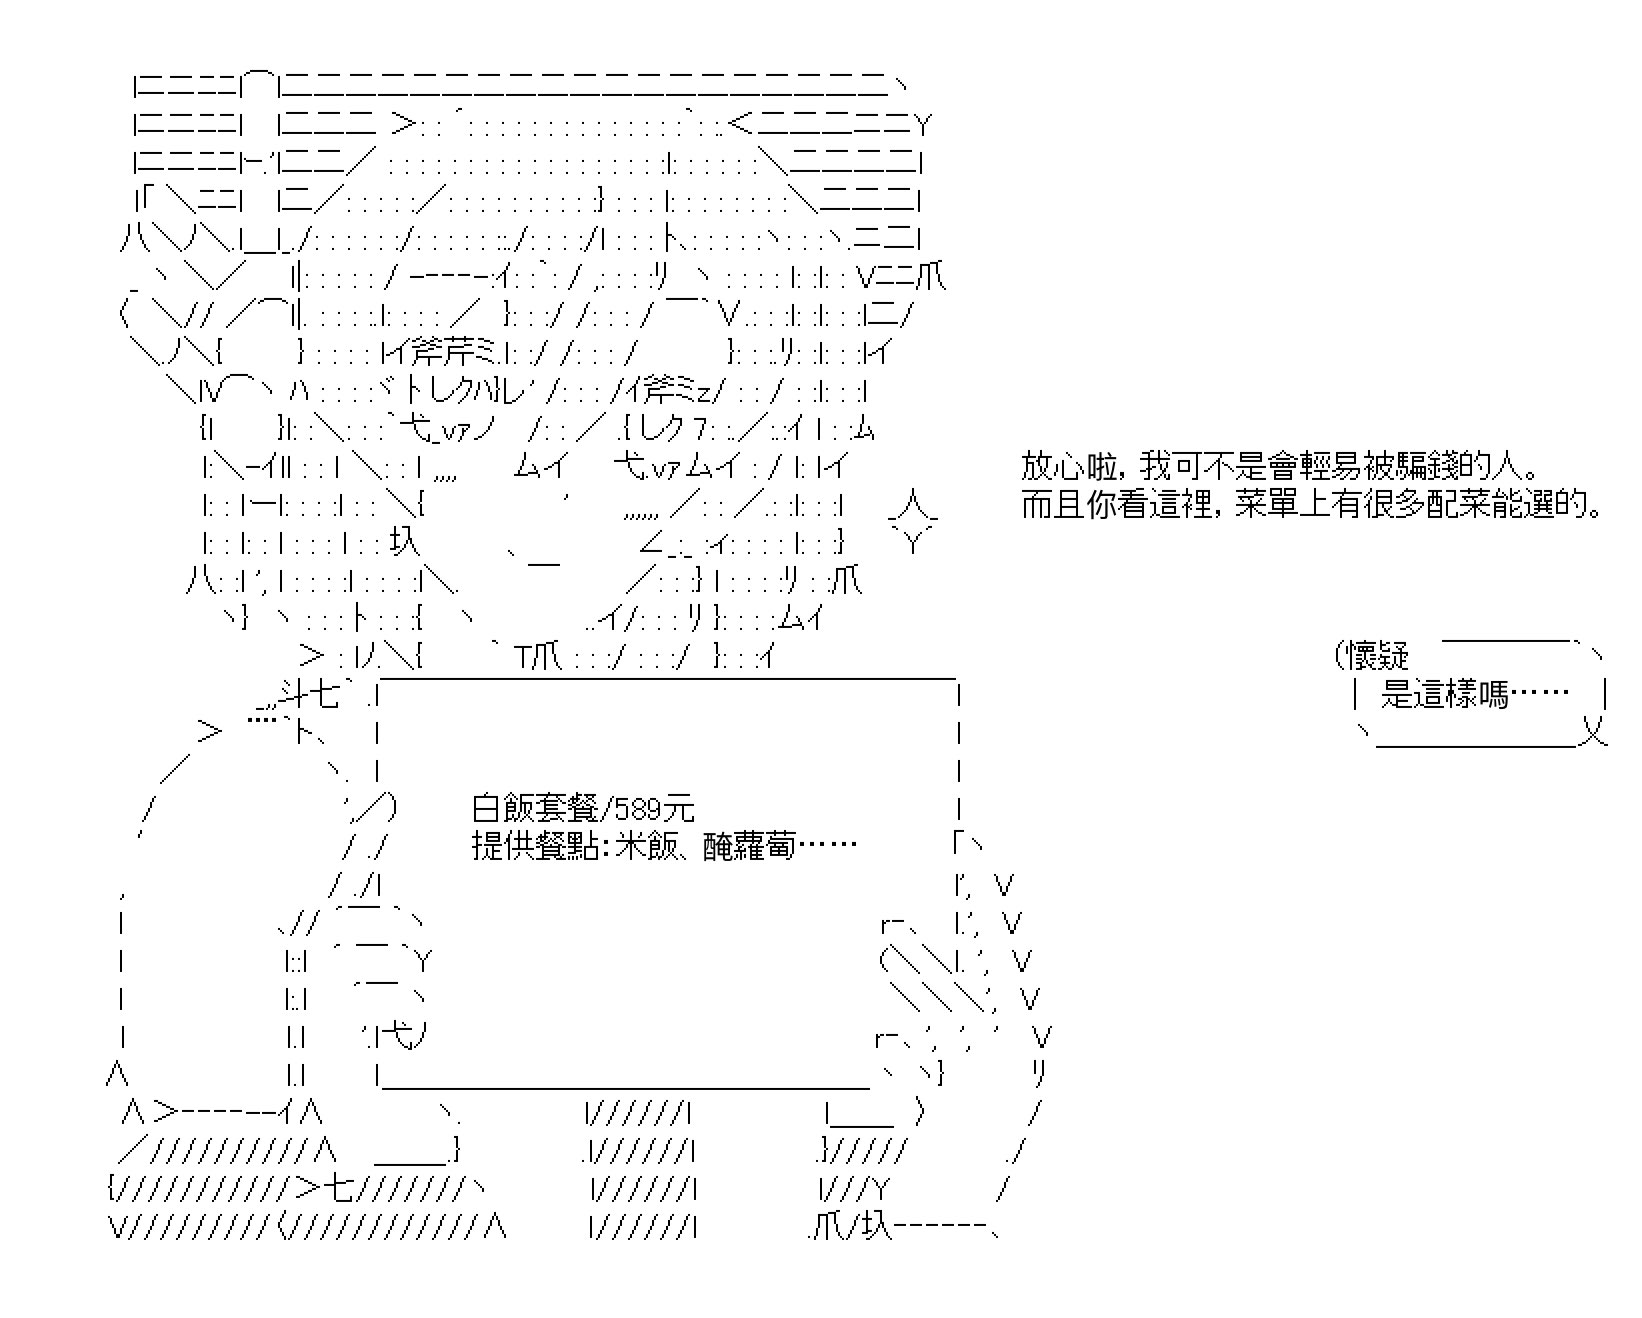 放心啦，我可不是會輕易被騙錢的人。
而且你看這裡，菜單上有很多配菜能選的。
(懷疑
是這樣嗎……
白飯套餐/589元
提供餐點：米飯、醃蘿蔔……